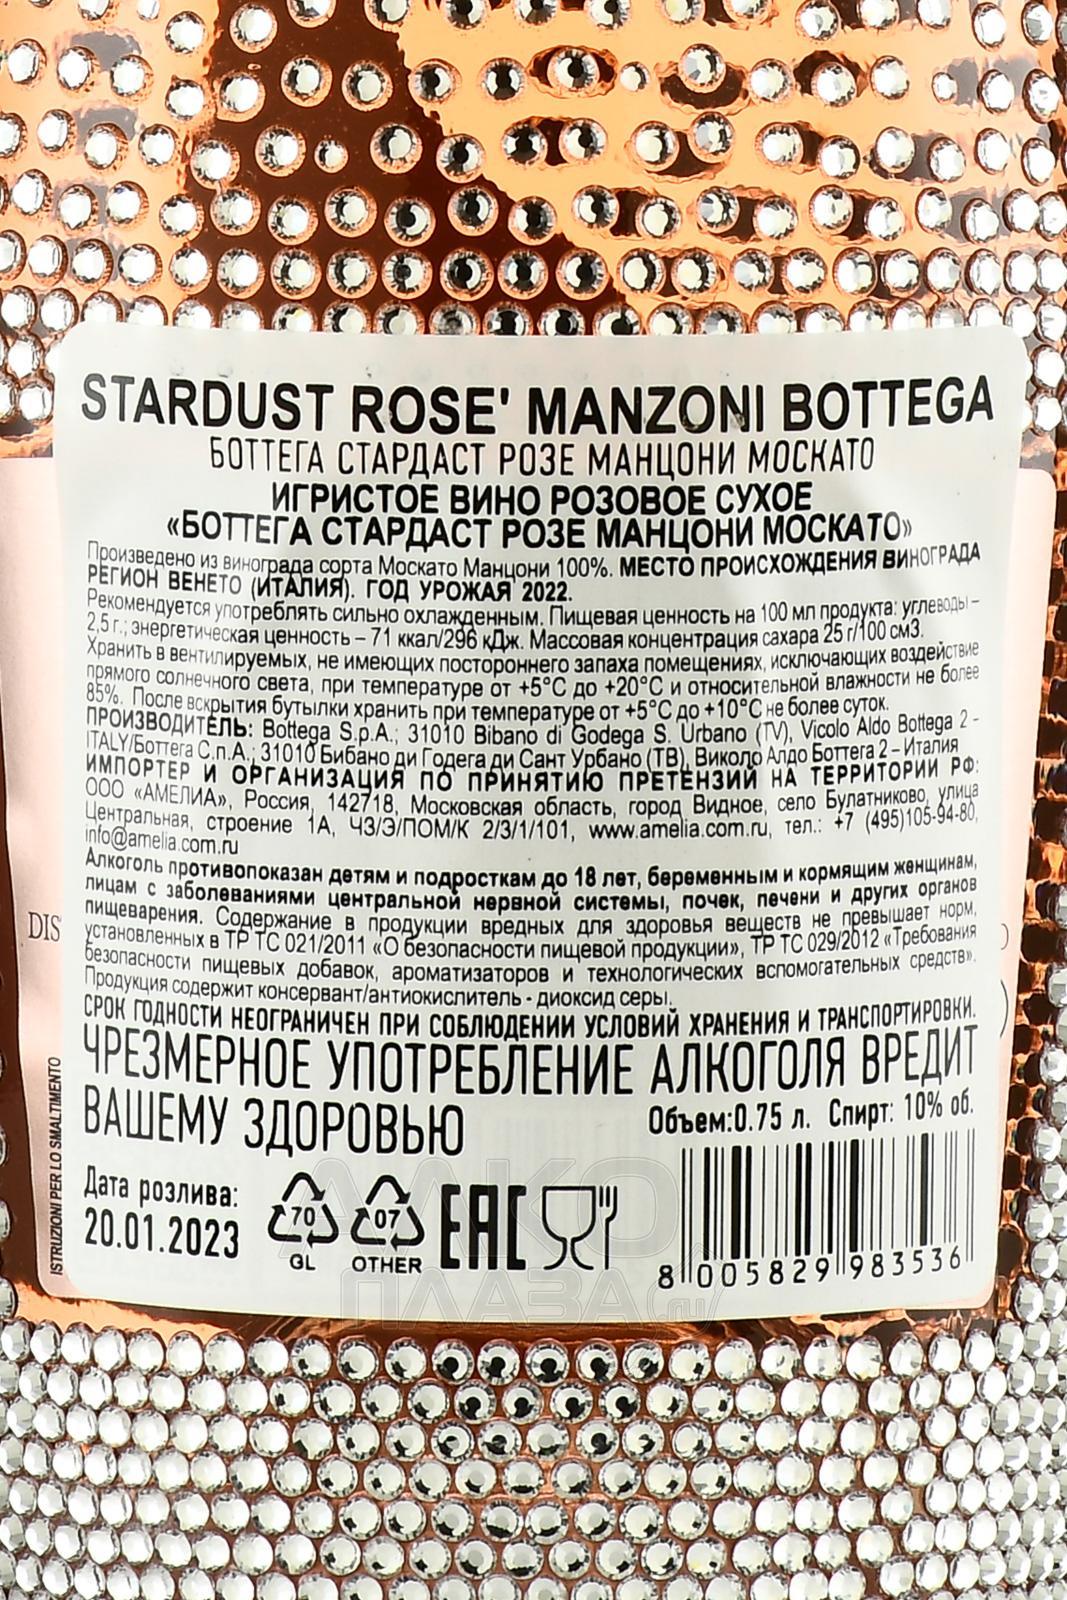 STARDUST ROSE' MANZONI BOTTEGA
БОТТЕГА СТАРДАСТ РОЗЕ МАНЦОНИ МОСКАТО
ИГРИСТОЕ ВИНО РОЗОВОЕ СУХОЕ
«БОТТЕГА СТАРДАСТ РОЗЕ МАНЦОНИ МОСКАТО»
Произведено из винограда сорта Москато Манцони 100%. МЕСТО ПРОИСХОЖДЕНИЯ ВИНОГРАДА
РЕГИОН ВЕНЕТО (ИТАЛИЯ). ГОД УРОЖАЯ 2022.
Рекомендуется употреблять сильно охлажденным. Пищевая ценность на 100 мл продукта: углеводы –
2,5 г.; энергетическая ценность – 71 ккал/296 кДж. Массовая концентрация сахара 25 г/100 см3.
Хранить в вентилируемых, не имеющих постороннего запаха помещениях, исключающих воздействие
прямого солнечного света, при температуре от +5°С до +20°С и относительной влажности не более
85%. После вскрытия бутылки хранить при температуре от +5°С до +10°С не более суток.
ПРОИЗВОДИТЕЛЬ: Bottega S.p.A.; 31010 Bibano di Godega S. Urbano (TV), Vicolo Aldo Bottega 2 -
ITALY/Боттега С.п.А.; 31010 Бибано ди Годега ди Сант Урбано (ТВ), Виколо Алдо Боттега 2 – Италия
ИМПОРТЕР И ОРГАНИЗАЦИЯ ПО ПРИНЯТИЮ ПРЕТЕНЗИЙ НА ТЕРРИТОРИИ РФ:
ООО «АМЕЛИА», Россия, 142718, Московская область, город Видное, село Булатниково, улица
Центральная, строение 1А, ЧЗ/Э/ПОМ/К 2/3/1/101, www.amelia.com.ru, тел.: +7 (495)105-94-80,
info@amelia.com.ru
Алкоголь противопоказан детям и подросткам до 18 лет, беременным и кормящим женщинам,
лицам с заболеваниями центральной нервной системы, почек, печени и других органов
пищеварения. Содержание в продукции вредных для здоровья веществ не превышает норм,
установленных в ТР ТС 021/2011 «О безопасности пищевой продукции», ТР ТС 029/2012 «Требования
безопасности пищевых добавок, ароматизаторов и технологических вспомогательных средств».
Продукция содержит консервант/антиокислитель - диоксид серы.
СРОК ГОДНОСТИ НЕОГРАНИЧЕН ПРИ СОБЛЮДЕНИИ УСЛОВИЙ ХРАНЕНИЯ И ТРАНСПОРТИРОВКИ.
ЧРЕЗМЕРНОЕ УПОТРЕБЛЕНИЕ АЛКОГОЛЯ ВРЕДИТ
ВАШЕМУ ЗДОРОВЬЮ
Объем:0.75 л. Спирт: 10% об.
Дата розлива:
20.01.2023
70
GL
07
OTHER
EAC
8 005829 983536
DIS
ISTRUZIONI PER LO SMALTIMENTO
АЛКО
ПЛАЗА.ru